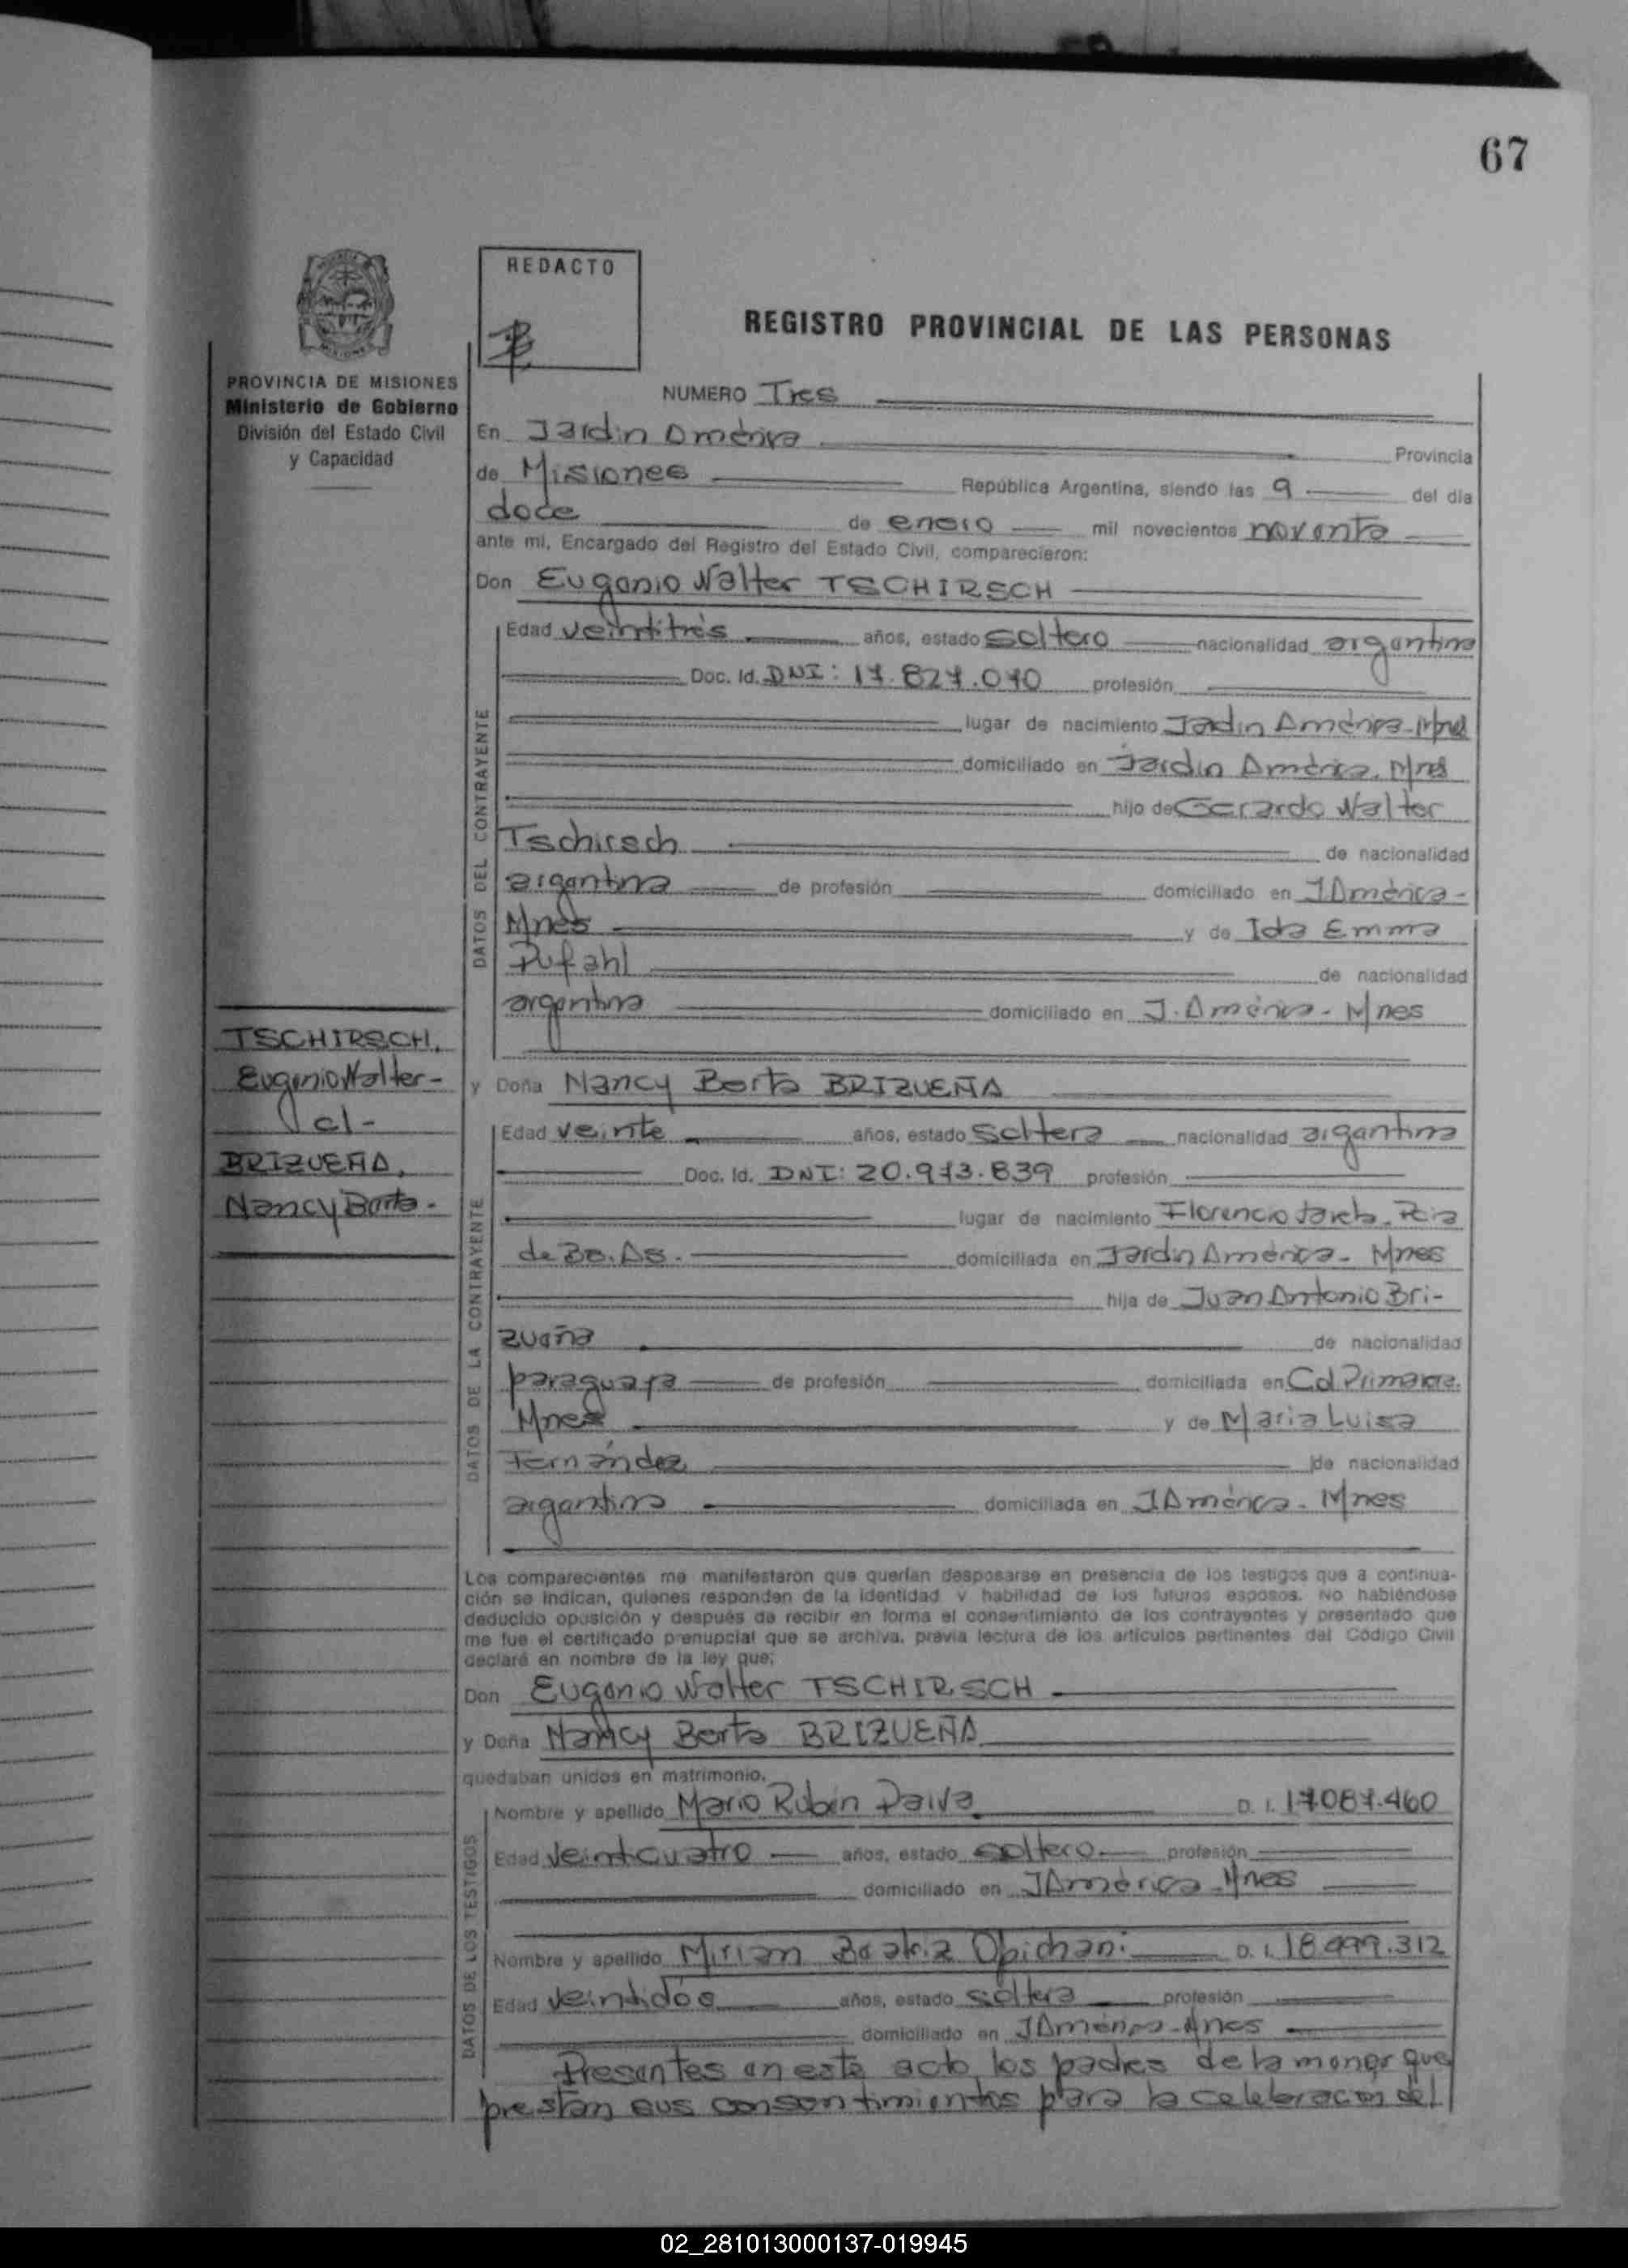 67
REDACTO
REGISTRO PROVINCIAL DE LAS PERSONAS
PROVINCIA DE MISIONES
Ministerio de Gobierno
División del Estado Civil
y Capacidad
NUMERO Tres
En Jardin América Provincia
de Misiones República Argentina, siendo las 9 del dia
doce de enero mil novecientos noventa
ante mi, Encargado del Registro del Estado Civil, comparecieron:
Don Eugenio Walter TSCHIRSCH
DATOS DEL CONTRAYENTE
Edad veintitrés años, estado soltero nacionalidad argentina
Doc. Id. DNI: 17.827.070 profesión
lugar de nacimiento Jardin América - Mnes
domiciliado en Jardin América. Mnes
hijo de Gerardo Walter
Tschirsch de nacionalidad
argentina de profesión domiciliado en J.América -
Mnes y de Ida Emma
Pufahl de nacionalidad
argentina domiciliado en J. América - Mnes
TSCHIRSCH,
Eugenio Walter -
c/-
BRIZUEÑA,
Nancy Berta -
y Doña Nancy Berta BRIZUEÑA
DATOS DE LA CONTRAYENTE
Edad veinte años, estado soltera nacionalidad argentina
Doc. Id. DNI: 20.973.839 profesión
lugar de nacimiento Florencio Varela. Pcia
de Bs. As. domiciliada en Jardin América - Mnes
hija de Juan Antonio Bri-
zueña de nacionalidad
paraguaya de profesión domiciliada en Cd. Primavera.
Mnes y de Maria Luisa
Fernández de nacionalidad
argentina domiciliada en J América - Mnes
Los comparecientes me manifestaron que querían desposarse en presencia de los testigos que a continua-
ción se indican, quienes responden de la identidad y habilidad de los futuros esposos. No habiéndose
deducido oposición y después de recibir en forma el consentimiento de los contrayentes y presentado que
me fue el certificado prenupcial que se archiva, previa lectura de los artículos pertinentes del Código Civil
declaré en nombre de la ley que:
Don Eugenio Walter TSCHIRSCH
y Doña Nancy Berta BRIZUEÑA
quedaban unidos en matrimonio.
DATOS DE LOS TESTIGOS
Nombre y apellido Mario Rubén Paiva D. I. 17.087.460
Edad veinticuatro años, estado soltero profesión
domiciliado en J América - Mnes
Nombre y apellido Mirian Beatriz D. I. 18.999.312
Edad veintidós años, estado soltera profesión
domiciliado en J América - Mnes
Presentes en este acto los padres de la menor que
prestan sus consentimientos para la celebración del
02_281013000137-019945